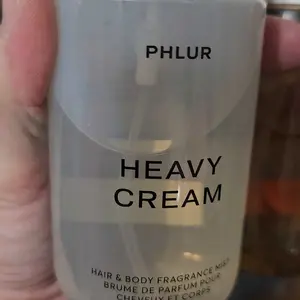 PHLUR
HEAVY
CREAM
HAIR & BODY FRAGRANCE MIST
BRUME DE PARFUM POUR
CHEVEUX ET CORPS